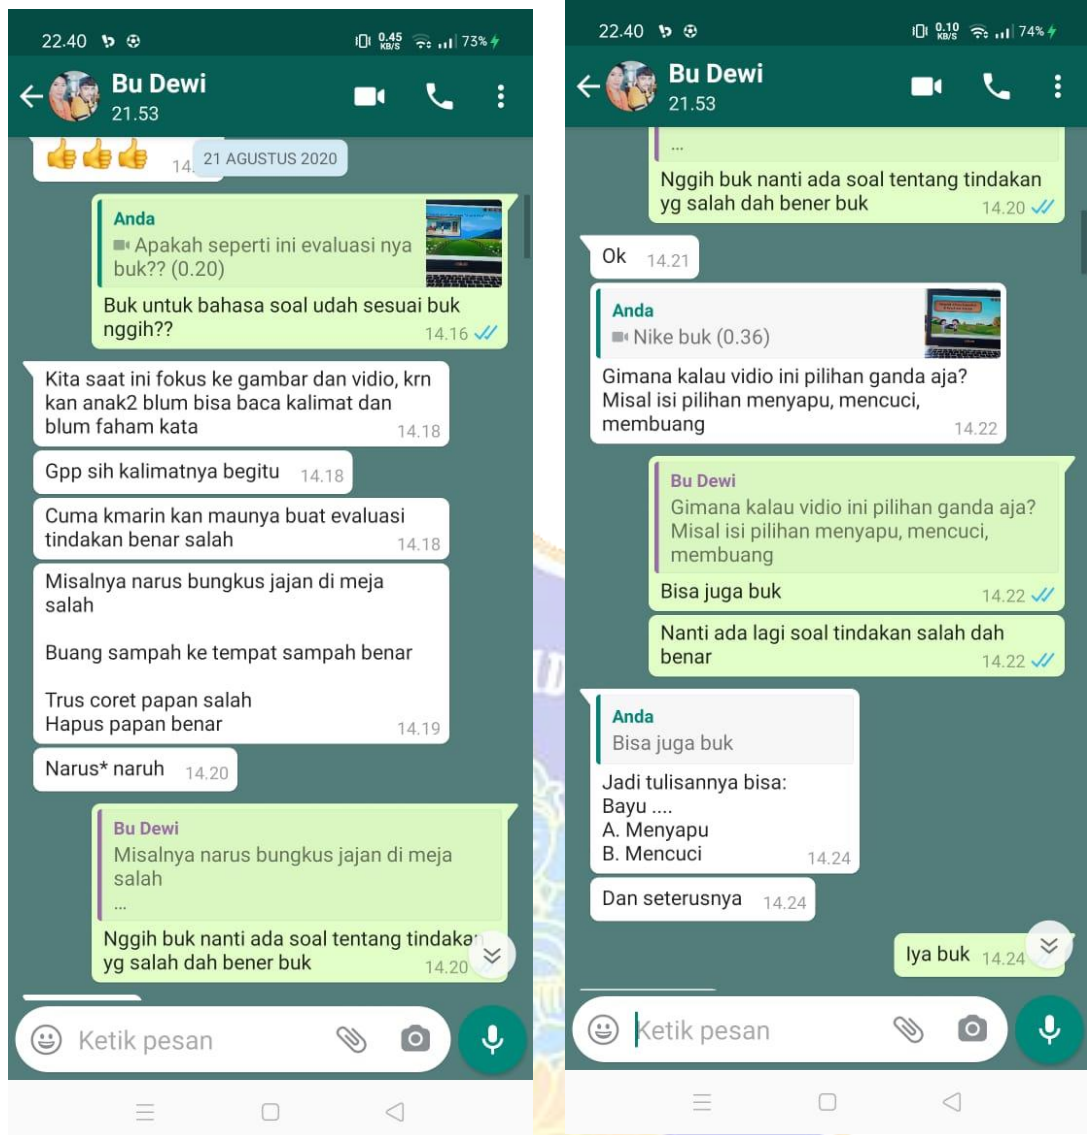 22.40
0.45 KB/S
73%
Bu Dewi
21.53
14.
21 AGUSTUS 2020
Anda
Apakah seperti ini evaluasi nya
buk?? (0.20)
Buk untuk bahasa soal udah sesuai buk
nggih??
14.16
Kita saat ini fokus ke gambar dan vidio, krn
kan anak2 blum bisa baca kalimat dan
blum faham kata
14.18
Gpp sih kalimatnya begitu
14.18
Cuma kmarin kan maunya buat evaluasi
tindakan benar salah
14.18
Misalnya narus bungkus jajan di meja
salah
Buang sampah ke tempat sampah benar
Trus coret papan salah
Hapus papan benar
14.19
Narus* naruh
14.20
Bu Dewi
Misalnya narus bungkus jajan di meja
salah
...
Nggih buk nanti ada soal tentang tindakan
yg salah dah bener buk
14.20
Ketik pesan
22.40
0.10 KB/S
74%
Bu Dewi
21.53
...
Nggih buk nanti ada soal tentang tindakan
yg salah dah bener buk
14.20
Ok
14.21
Anda
Nike buk (0.36)
Gimana kalau vidio ini pilihan ganda aja?
Misal isi pilihan menyapu, mencuci,
membuang
14.22
Bu Dewi
Gimana kalau vidio ini pilihan ganda aja?
Misal isi pilihan menyapu, mencuci,
membuang
Bisa juga buk
14.22
Nanti ada lagi soal tindakan salah dah
benar
14.22
Anda
Bisa juga buk
Jadi tulisannya bisa:
Bayu ....
A. Menyapu
B. Mencuci
14.24
Dan seterusnya
14.24
Iya buk
14.24
Ketik pesan